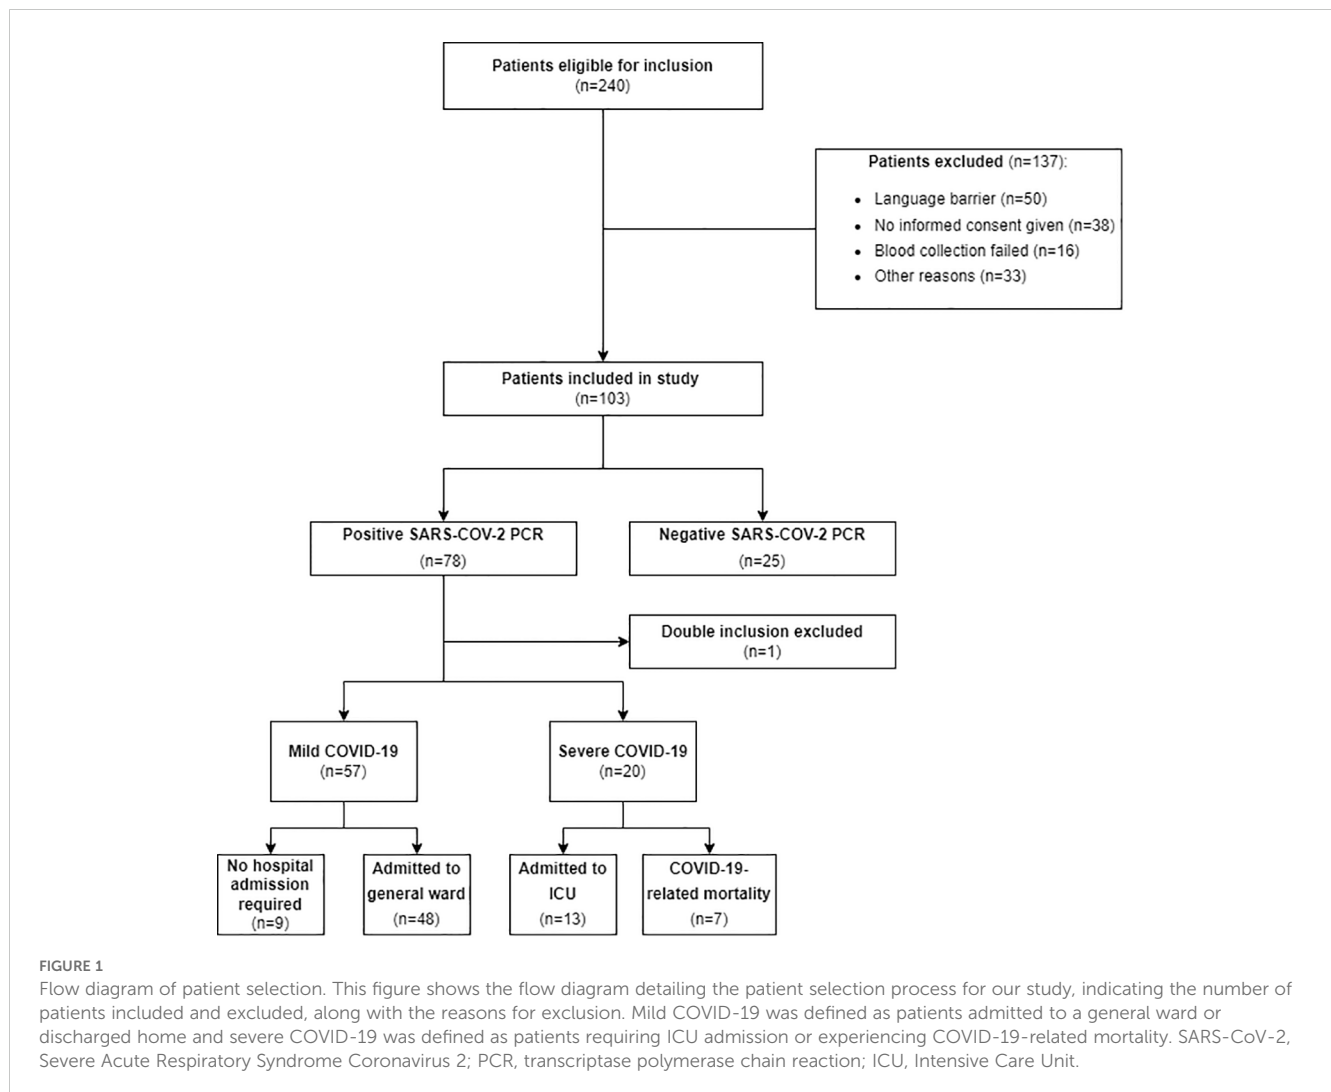 Patients eligible for inclusion
(n=240)
Patients excluded (n=137):
• Language barrier (n=50)
• No informed consent given (n=38)
• Blood collection failed (n=16)
• Other reasons (n=33)
Patients included in study
(n=103)
Positive SARS-COV-2 PCR
(n=78)
Negative SARS-COV-2 PCR
(n=25)
Double inclusion excluded
(n=1)
Mild COVID-19
(n=57)
Severe COVID-19
(n=20)
No hospital
admission
required
(n=9)
Admitted to
general ward
(n=48)
Admitted to
ICU
(n=13)
COVID-19-
related mortality
(n=7)
FIGURE 1
Flow diagram of patient selection. This figure shows the flow diagram detailing the patient selection process for our study, indicating the number of
patients included and excluded, along with the reasons for exclusion. Mild COVID-19 was defined as patients admitted to a general ward or
discharged home and severe COVID-19 was defined as patients requiring ICU admission or experiencing COVID-19-related mortality. SARS-CoV-2,
Severe Acute Respiratory Syndrome Coronavirus 2; PCR, transcriptase polymerase chain reaction; ICU, Intensive Care Unit.